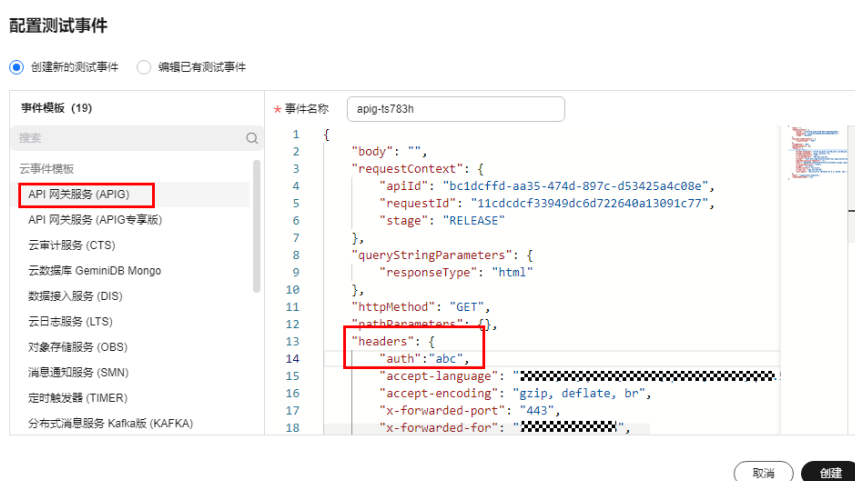 配置测试事件
创建新的测试事件 编辑已有测试事件
事件模板 (19)
搜索
云事件模板
API 网关服务 (APIG)
API 网关服务 (APIG专享版)
云审计服务 (CTS)
云数据库 GeminiDB Mongo
数据接入服务 (DIS)
云日志服务 (LTS)
对象存储服务 (OBS)
消息通知服务 (SMN)
定时触发器 (TIMER)
分布式消息服务 Kafka版 (KAFKA)
* 事件名称 apig-ts783h
1 {
2 "body": "",
3 "requestContext": {
4 "apiId": "bc1dcffd-aa35-474d-897c-d53425a4c08e",
5 "requestId": "11cdcdcf33949dc6d722640a13091c77",
6 "stage": "RELEASE"
7 },
8 "queryStringParameters": {
9 "responseType": "html"
10 },
11 "httpMethod": "GET",
12 "pathParameters": {},
13 "headers": {
14 "auth":"abc",
15 "accept-language": "
16 "accept-encoding": "gzip, deflate, br",
17 "x-forwarded-port": "443",
18 "x-forwarded-for": "",
取消 创建